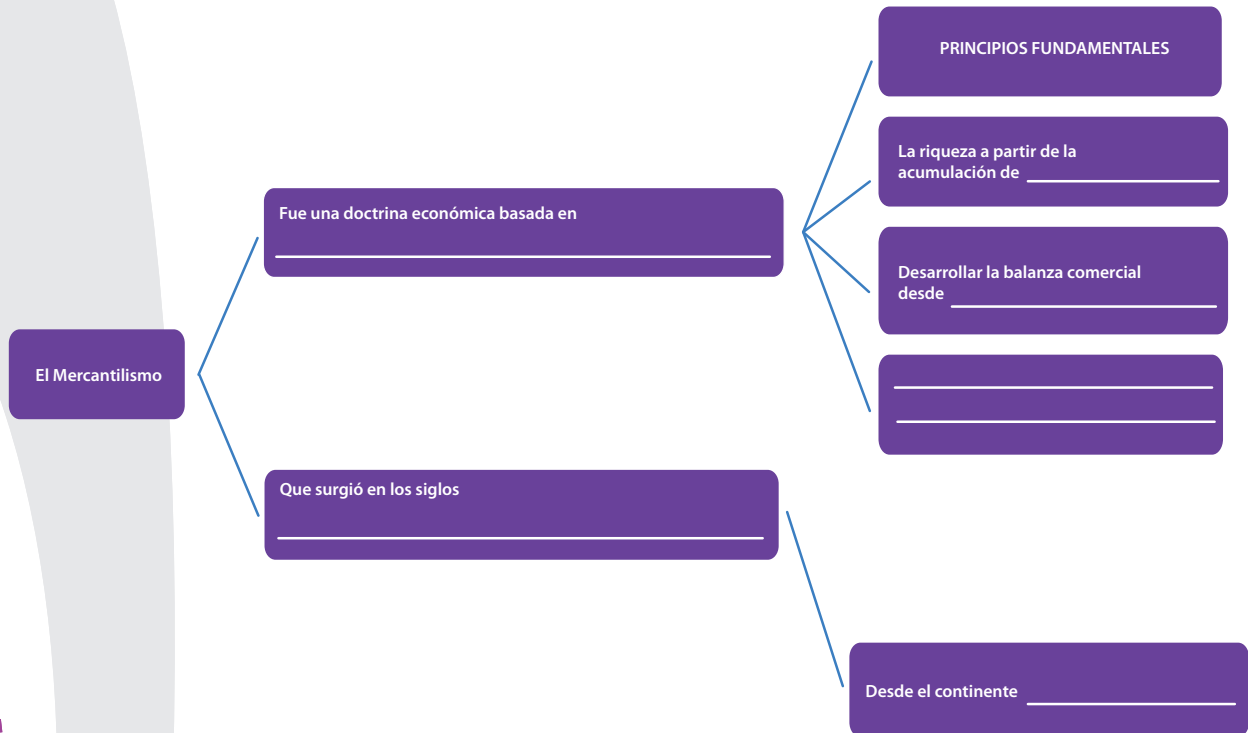 PRINCIPIOS FUNDAMENTALES
La riqueza a partir de la
acumulación de
Fue una doctrina económica basada en
Desarrollar la balanza comercial
desde
El Mercantilismo
Que surgió en los siglos
Desde el continente